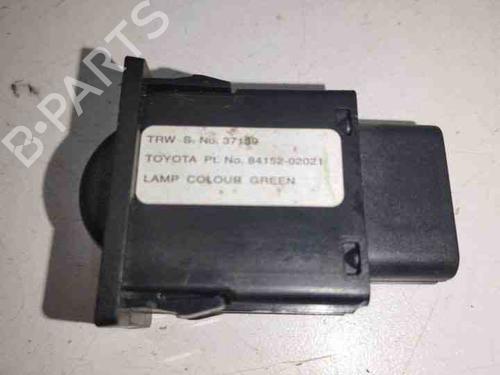 B-PARTS
TRW S. No. 37189
TOYOTA Pt. No. 84152-02021
LAMP COLOUR GREEN